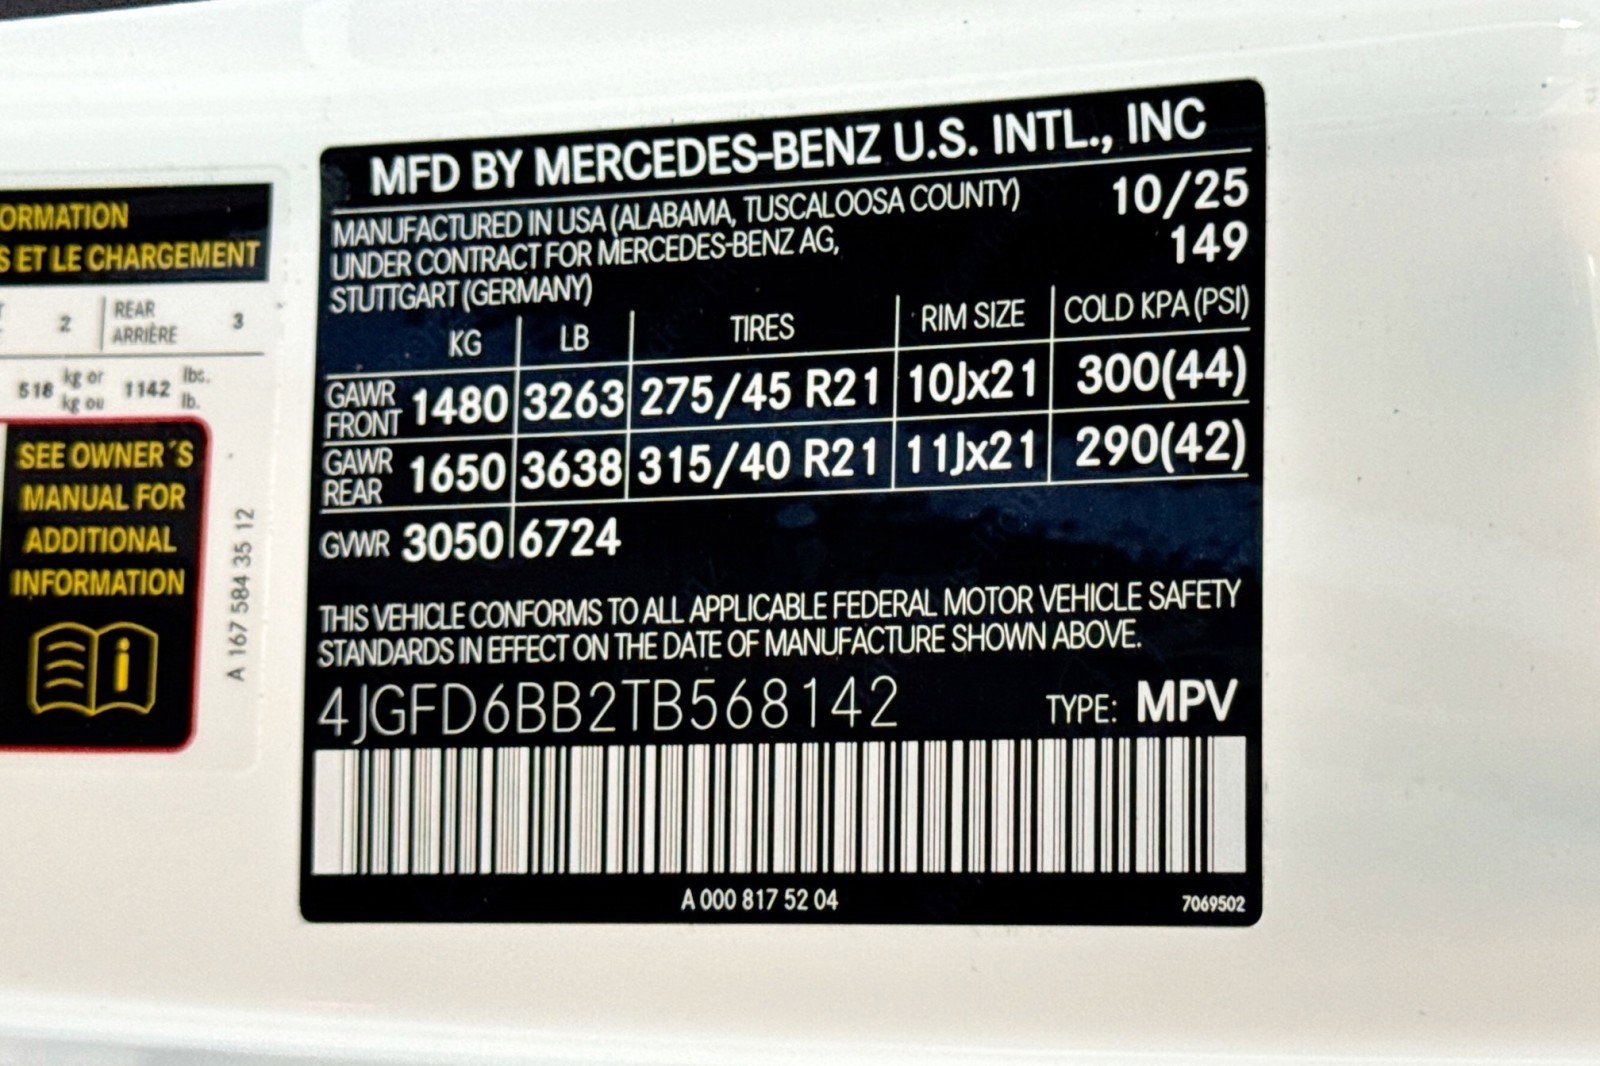 ORMATION
S ET LE CHARGEMENT
2 REAR ARRIÈRE 3
518 kg or kg ou 1142 lbs. lb.
SEE OWNER´S
MANUAL FOR
ADDITIONAL
INFORMATION
A 167 584 35 12
MFD BY MERCEDES-BENZ U.S. INTL., INC
MANUFACTURED IN USA (ALABAMA, TUSCALOOSA COUNTY) 10/25
UNDER CONTRACT FOR MERCEDES-BENZ AG, 149
STUTTGART (GERMANY)
KG LB TIRES RIM SIZE COLD KPA (PSI)
GAWR FRONT 1480 3263 275/45 R21 10Jx21 300(44)
GAWR REAR 1650 3638 315/40 R21 11Jx21 290(42)
GVWR 3050 6724
THIS VEHICLE CONFORMS TO ALL APPLICABLE FEDERAL MOTOR VEHICLE SAFETY
STANDARDS IN EFFECT ON THE DATE OF MANUFACTURE SHOWN ABOVE.
4JGFD6BB2TB568142 TYPE: MPV
A 000 817 52 04 7069502